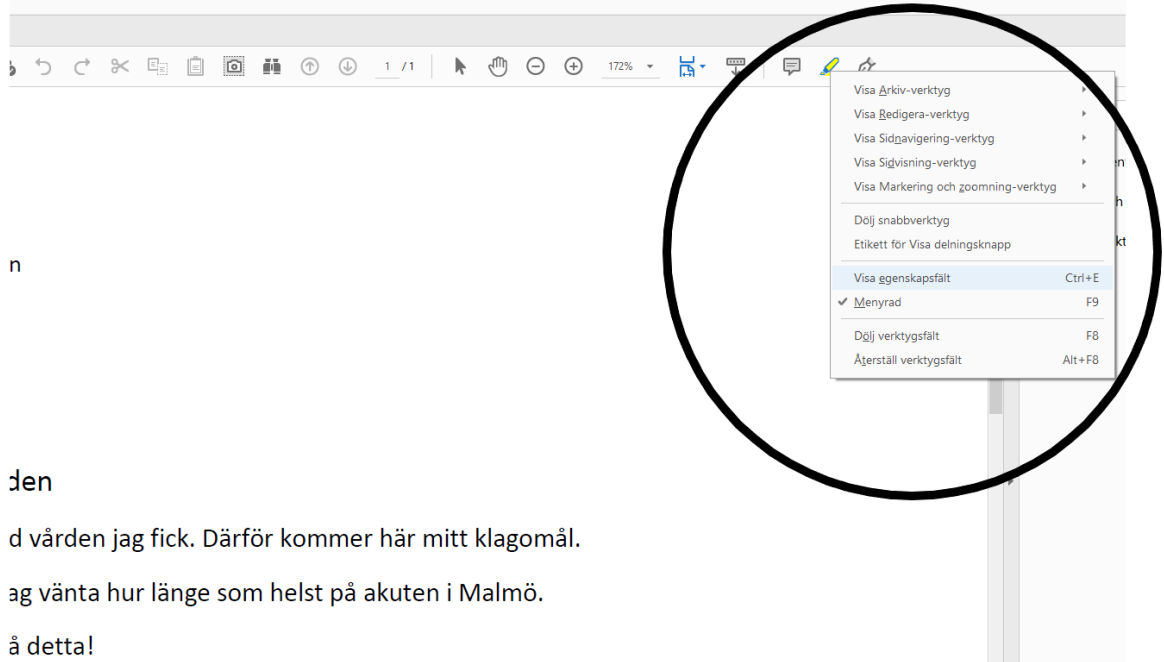 1 / 1
172%
Visa Arkiv-verktyg
Visa Redigera-verktyg
Visa Sidnavigering-verktyg
Visa Sidvisning-verktyg
Visa Markering och zoomning-verktyg
Dölj snabbverktyg
Etikett för Visa delningsknapp
Visa egenskapsfält Ctrl+E
Menyrad F9
Dölj verktygsfält F8
Återställ verktygsfält Alt+F8
n
den
d vården jag fick. Därför kommer här mitt klagomål.
ag vänta hur länge som helst på akuten i Malmö.
å detta!